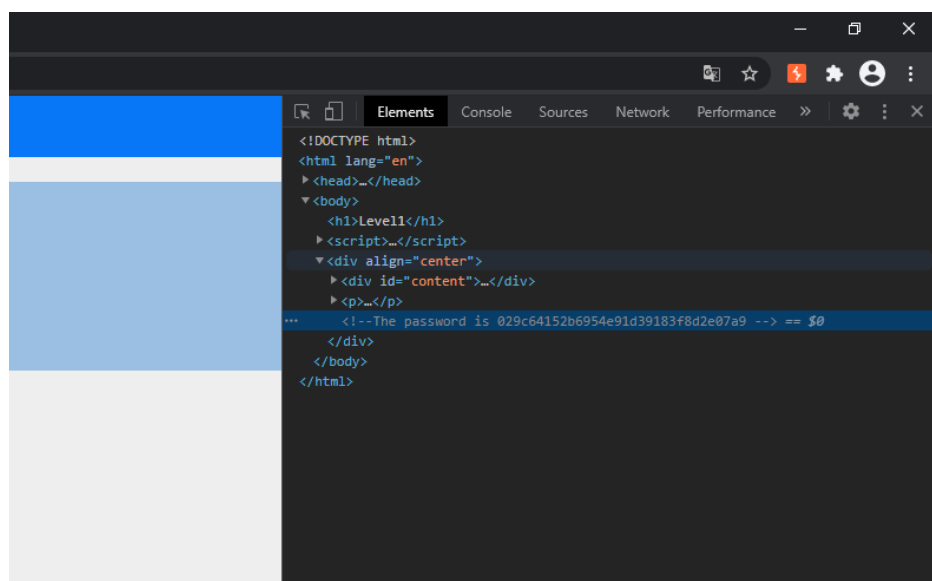 Elements Console Sources Network Performance »
<!DOCTYPE html>
<html lang="en">
<head>…</head>
<body>
<h1>Level1</h1>
<script>…</script>
<div align="center">
<div id="content">…</div>
<p>…</p>
<!--The password is 029c64152b6954e91d39183f8d2e07a9 --> == $0
</div>
</body>
</html>